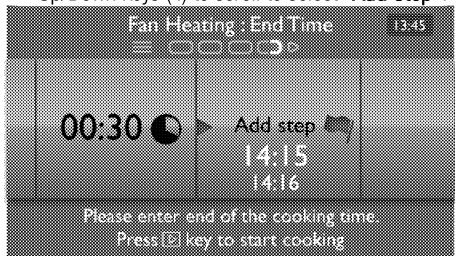 Fan Heating : End Time 13:45
00:30 Add step
14:15
14:16
Please enter end of the cooking time.
Press key to start cooking